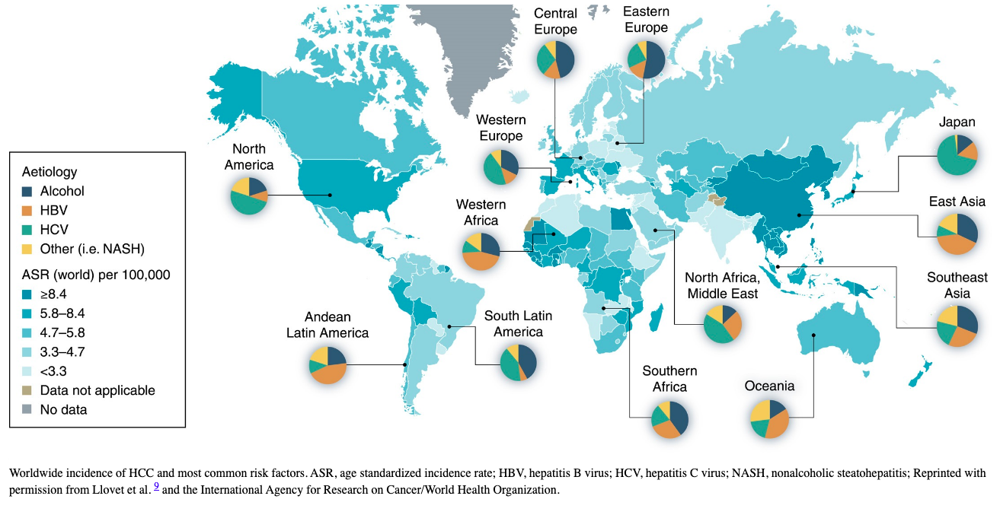 Central
Europe
Eastern
Europe
Western
Europe
Japan
North
America
Western
Africa
East Asia
North Africa,
Middle East
Southeast
Asia
Andean
Latin America
South Latin
America
Southern
Africa
Oceania
Aetiology
Alcohol
HBV
HCV
Other (i.e. NASH)
ASR (world) per 100,000
≥8.4
5.8–8.4
4.7–5.8
3.3–4.7
<3.3
Data not applicable
No data
Worldwide incidence of HCC and most common risk factors. ASR, age standardized incidence rate; HBV, hepatitis B virus; HCV, hepatitis C virus; NASH, nonalcoholic steatohepatitis; Reprinted with
permission from Llovet et al. 9 and the International Agency for Research on Cancer/World Health Organization.